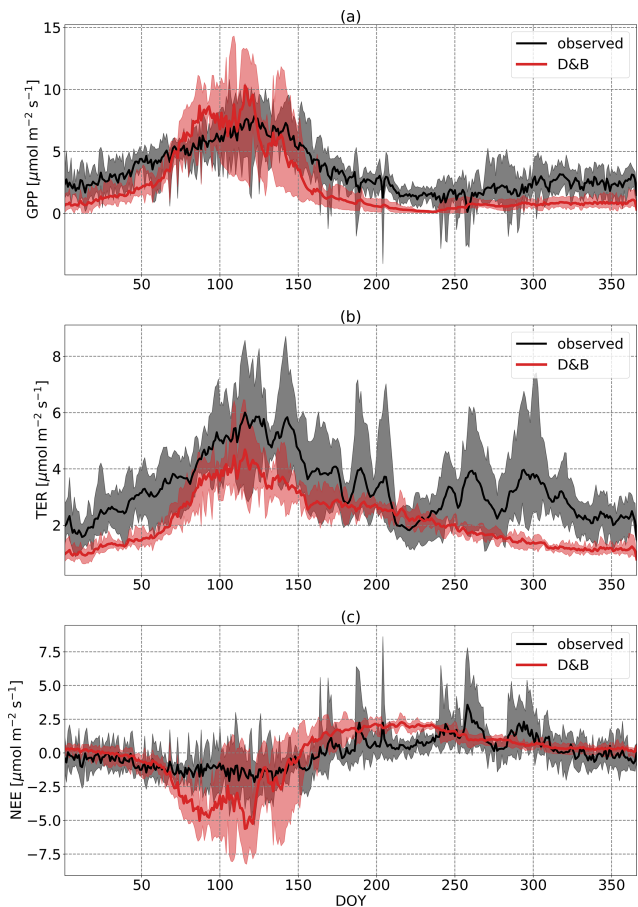 (a)
15
10
5
0
GPP [μmol m⁻² s⁻¹]
observed
D&B
50 100 150 200 250 300 350
(b)
8
6
4
2
TER [μmol m⁻² s⁻¹]
observed
D&B
50 100 150 200 250 300 350
(c)
7.5
5.0
2.5
0.0
−2.5
−5.0
−7.5
NEE [μmol m⁻² s⁻¹]
observed
D&B
50 100 150 200 250 300 350
DOY